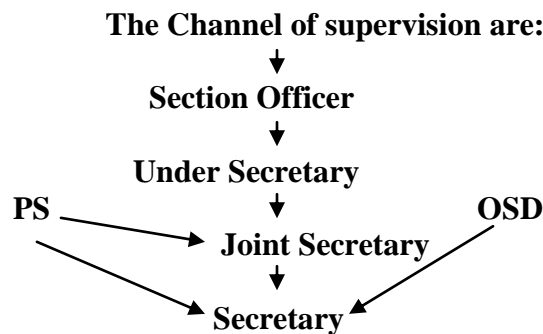 The Channel of supervision are:
Section Officer
Under Secretary
PS OSD
Joint Secretary
Secretary